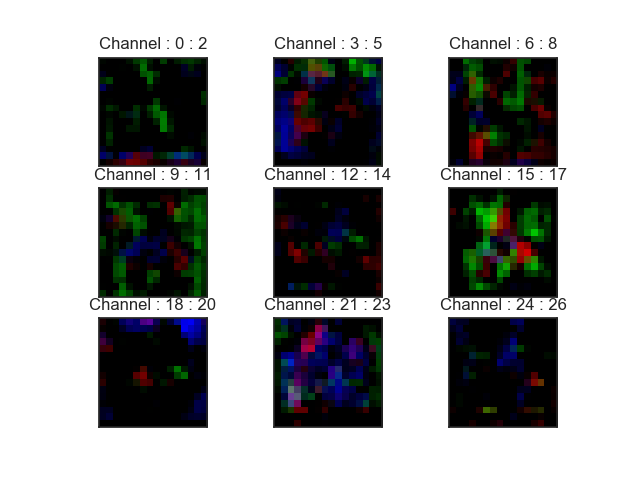 Channel : 0 : 2
Channel : 3 : 5
Channel : 6 : 8
Channel : 9 : 11
Channel : 12 : 14
Channel : 15 : 17
Channel : 18 : 20
Channel : 21 : 23
Channel : 24 : 26